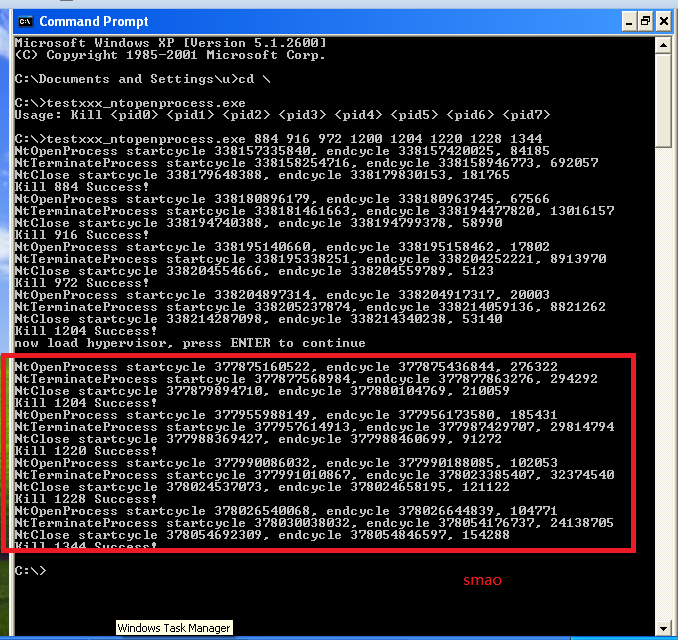 Command Prompt
Microsoft Windows XP [Version 5.1.2600]
(C) Copyright 1985-2001 Microsoft Corp.
C:\Documents and Settings\u>cd \
C:\>testxxx_ntopenprocess.exe
Usage: Kill <pid0> <pid1> <pid2> <pid3> <pid4> <pid5> <pid6> <pid7>
C:\>testxxx_ntopenprocess.exe 884 916 972 1200 1204 1220 1228 1344
NtOpenProcess startcycle 338157335840, endcycle 338157420025, 84185
NtTerminateProcess startcycle 338158254716, endcycle 338158946773, 692057
NtClose startcycle 338179648388, endcycle 338179830153, 181765
Kill 884 Success!
NtOpenProcess startcycle 338180896179, endcycle 338180963745, 67566
NtTerminateProcess startcycle 338181461663, endcycle 338194477820, 13016157
NtClose startcycle 338194740388, endcycle 338194799378, 58990
Kill 916 Success!
NtOpenProcess startcycle 338195140660, endcycle 338195158462, 17802
NtTerminateProcess startcycle 338195338251, endcycle 338204252221, 8913970
NtClose startcycle 338204554666, endcycle 338204559789, 5123
Kill 972 Success!
NtOpenProcess startcycle 338204897314, endcycle 338204917317, 20003
NtTerminateProcess startcycle 338205237874, endcycle 338214059136, 8821262
NtClose startcycle 338214287098, endcycle 338214340238, 53140
Kill 1204 Success!
now load hypervisor, press ENTER to continue
NtOpenProcess startcycle 377875160522, endcycle 377875436844, 276322
NtTerminateProcess startcycle 377877568984, endcycle 377877863276, 294292
NtClose startcycle 377879894710, endcycle 377880104769, 210059
Kill 1204 Success!
NtOpenProcess startcycle 377955988149, endcycle 377956173580, 185431
NtTerminateProcess startcycle 377957614913, endcycle 377987429707, 29814794
NtClose startcycle 377988369427, endcycle 377988460699, 91272
Kill 1220 Success!
NtOpenProcess startcycle 377990086032, endcycle 377990188085, 102053
NtTerminateProcess startcycle 377991010867, endcycle 378023385407, 32374540
NtClose startcycle 378024537073, endcycle 378024658195, 121122
Kill 1228 Success!
NtOpenProcess startcycle 378026540068, endcycle 378026644839, 104771
NtTerminateProcess startcycle 378030038032, endcycle 378054176737, 24138705
NtClose startcycle 378054692309, endcycle 378054846597, 154288
Kill 1344 Success!
C:\>
smao
Windows Task Manager